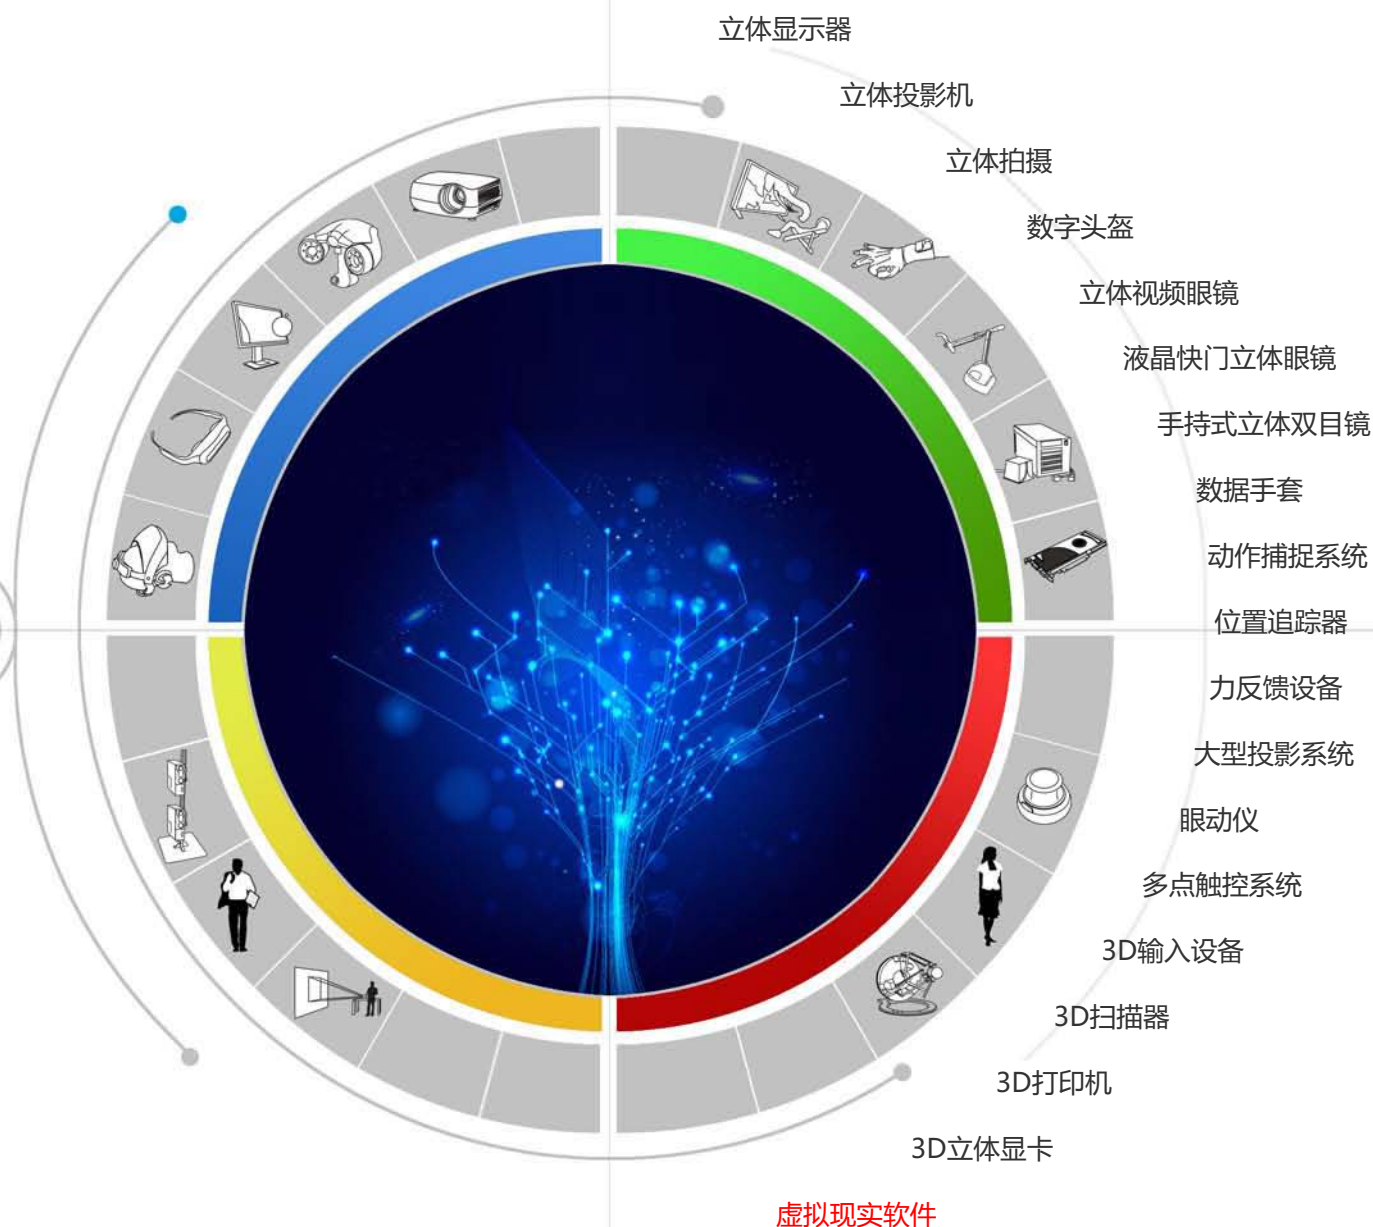 立体显示器
立体投影机
立体拍摄
数字头盔
立体视频眼镜
液晶快门立体眼镜
手持式立体双目镜
数据手套
动作捕捉系统
位置追踪器
力反馈设备
大型投影系统
眼动仪
多点触控系统
3D输入设备
3D扫描器
3D打印机
3D立体显卡
虚拟现实软件